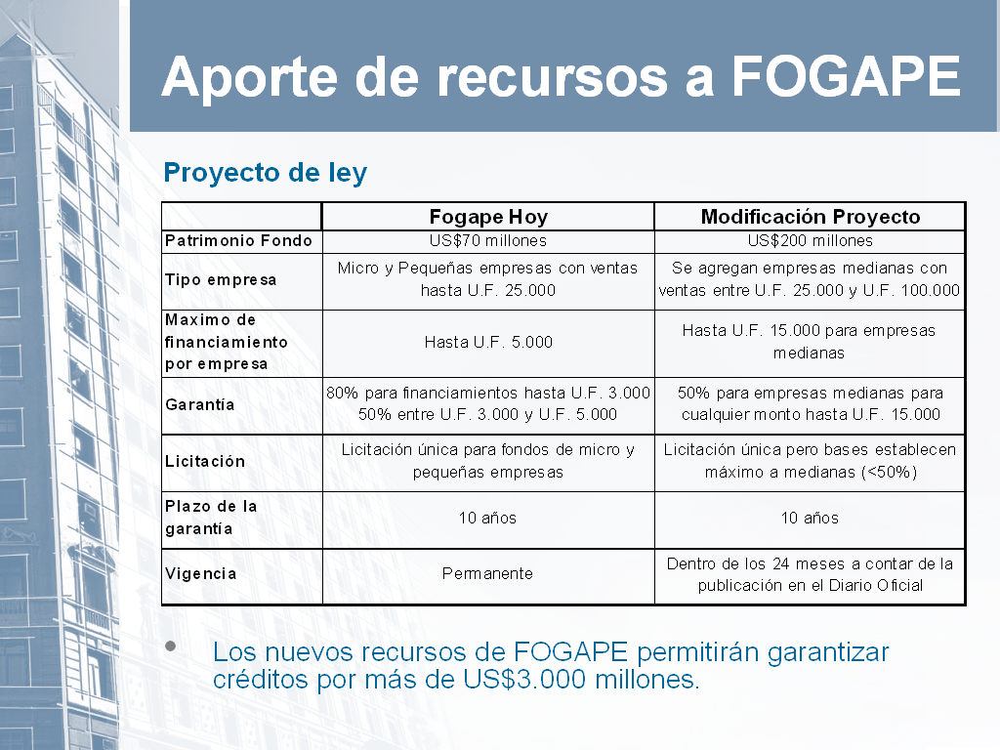 Aporte de recursos a FOGAPE
Proyecto de ley
Fogape Hoy
Modificación Proyecto
Patrimonio Fondo
US$70 millones
US$200 millones
Tipo empresa
Micro y Pequeñas empresas con ventas
hasta U.F. 25.000
Se agregan empresas medianas con
ventas entre U.F. 25.000 y U.F. 100.000
Maximo de
financiamiento
por empresa
Hasta U.F. 5.000
Hasta U.F. 15.000 para empresas
medianas
Garantía
80% para financiamientos hasta U.F. 3.000
50% entre U.F. 3.000 y U.F. 5.000
50% para empresas medianas para
cualquier monto hasta U.F. 15.000
Licitación
Licitación única para fondos de micro y
pequeñas empresas
Licitación única pero bases establecen
máximo a medianas (<50%)
Plazo de la
garantía
10 años
10 años
Vigencia
Permanente
Dentro de los 24 meses a contar de la
publicación en el Diario Oficial
• Los nuevos recursos de FOGAPE permitirán garantizar
créditos por más de US$3.000 millones.